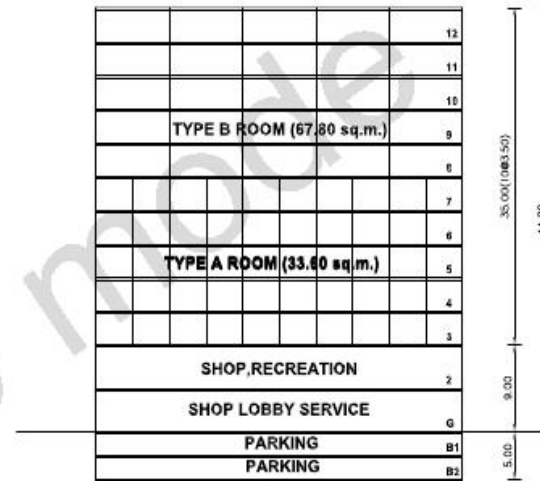 12
11
10
TYPE B ROOM (67.80 sq.m.)
9
8
7
6
TYPE A ROOM (33.60 sq.m.)
5
4
3
SHOP,RECREATION
2
SHOP LOBBY SERVICE
G
PARKING
B1
PARKING
B2
35.00(10@3.50)
9.00
5.00
mode